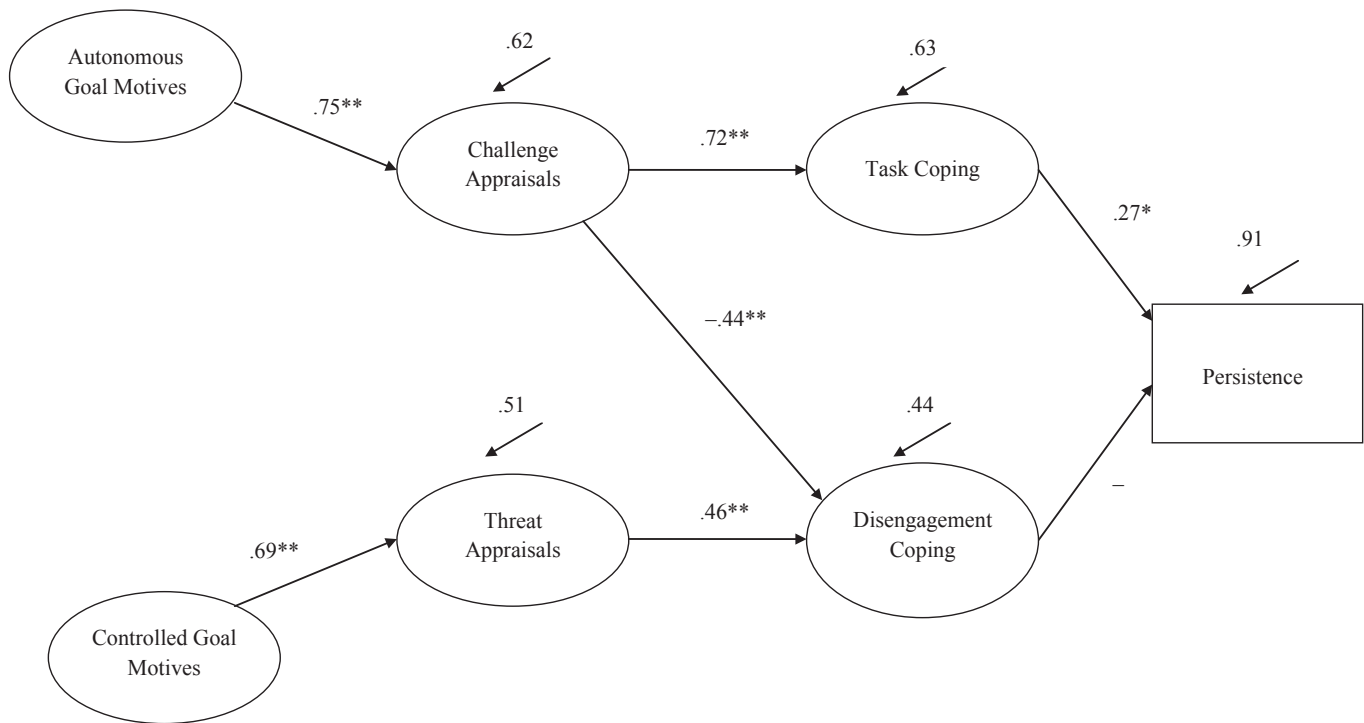 Autonomous
Goal Motives
.62
.63
.75**
Challenge
Appraisals
.72**
Task Coping
.27*
.91
–.44**
Persistence
.51
.44
–
Threat
Appraisals
.46**
Disengagement
Coping
.69**
Controlled Goal
Motives